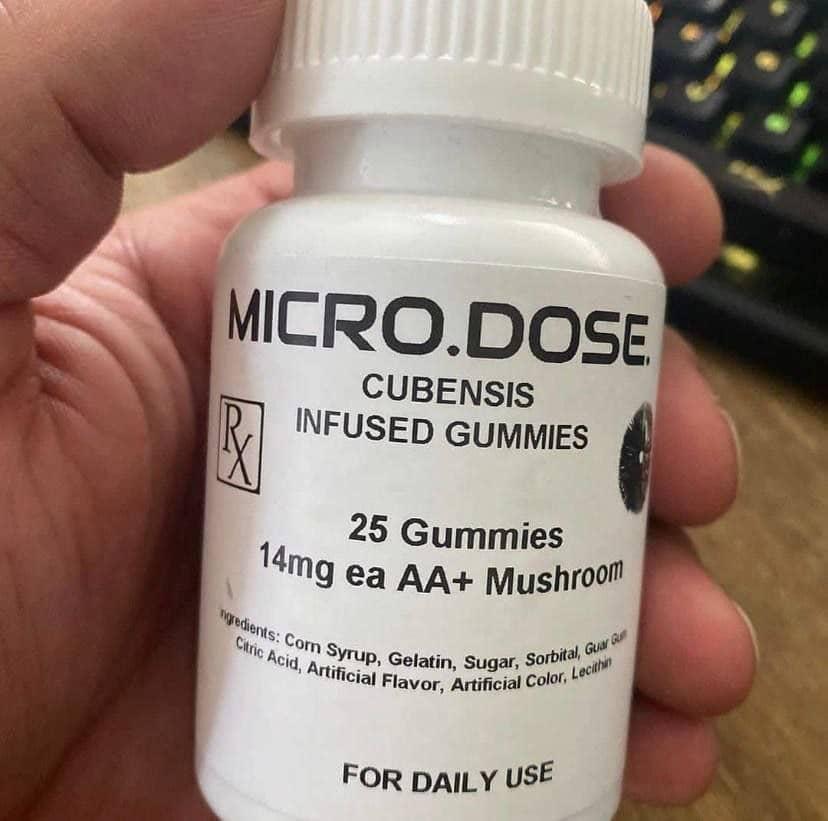 MICRO.DOSE.
CUBENSIS
INFUSED GUMMIES
RX
25 Gummies
14mg ea AA+ Mushroom
Ingredients: Corn Syrup, Gelatin, Sugar, Sorbital, Guar Gum
Citric Acid, Artificial Flavor, Artificial Color, Lecithin
FOR DAILY USE